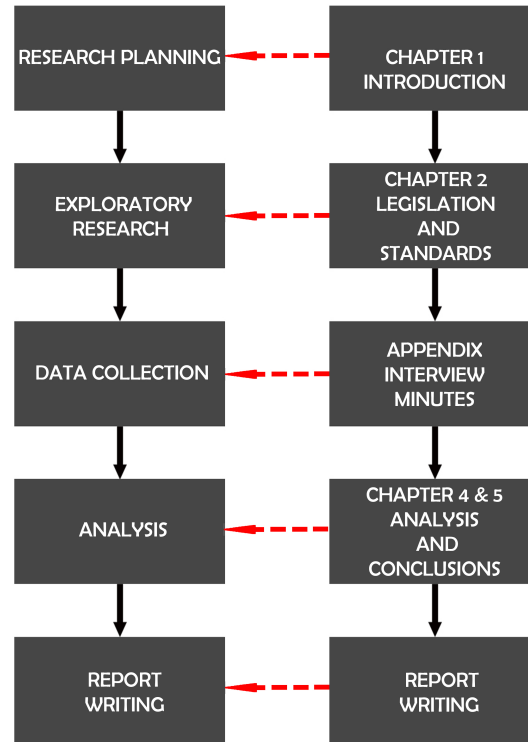 RESEARCH PLANNING
CHAPTER 1
INTRODUCTION
EXPLORATORY
RESEARCH
CHAPTER 2
LEGISLATION
AND
STANDARDS
DATA COLLECTION
APPENDIX
INTERVIEW
MINUTES
ANALYSIS
CHAPTER 4 & 5
ANALYSIS
AND
CONCLUSIONS
REPORT
WRITING
REPORT
WRITING